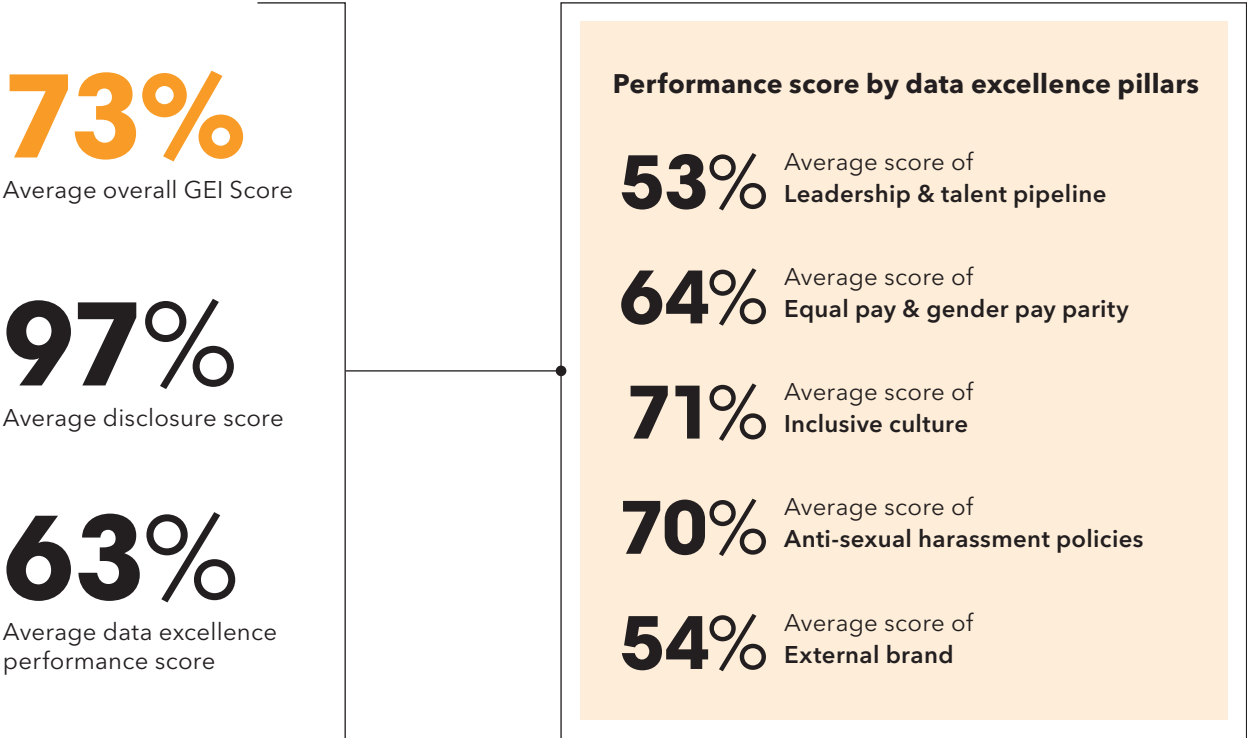 73%
Average overall GEI Score
97%
Average disclosure score
63%
Average data excellence
performance score
Performance score by data excellence pillars
53%
Average score of
Leadership & talent pipeline
64%
Average score of
Equal pay & gender pay parity
71%
Average score of
Inclusive culture
70%
Average score of
Anti-sexual harassment policies
54%
Average score of
External brand